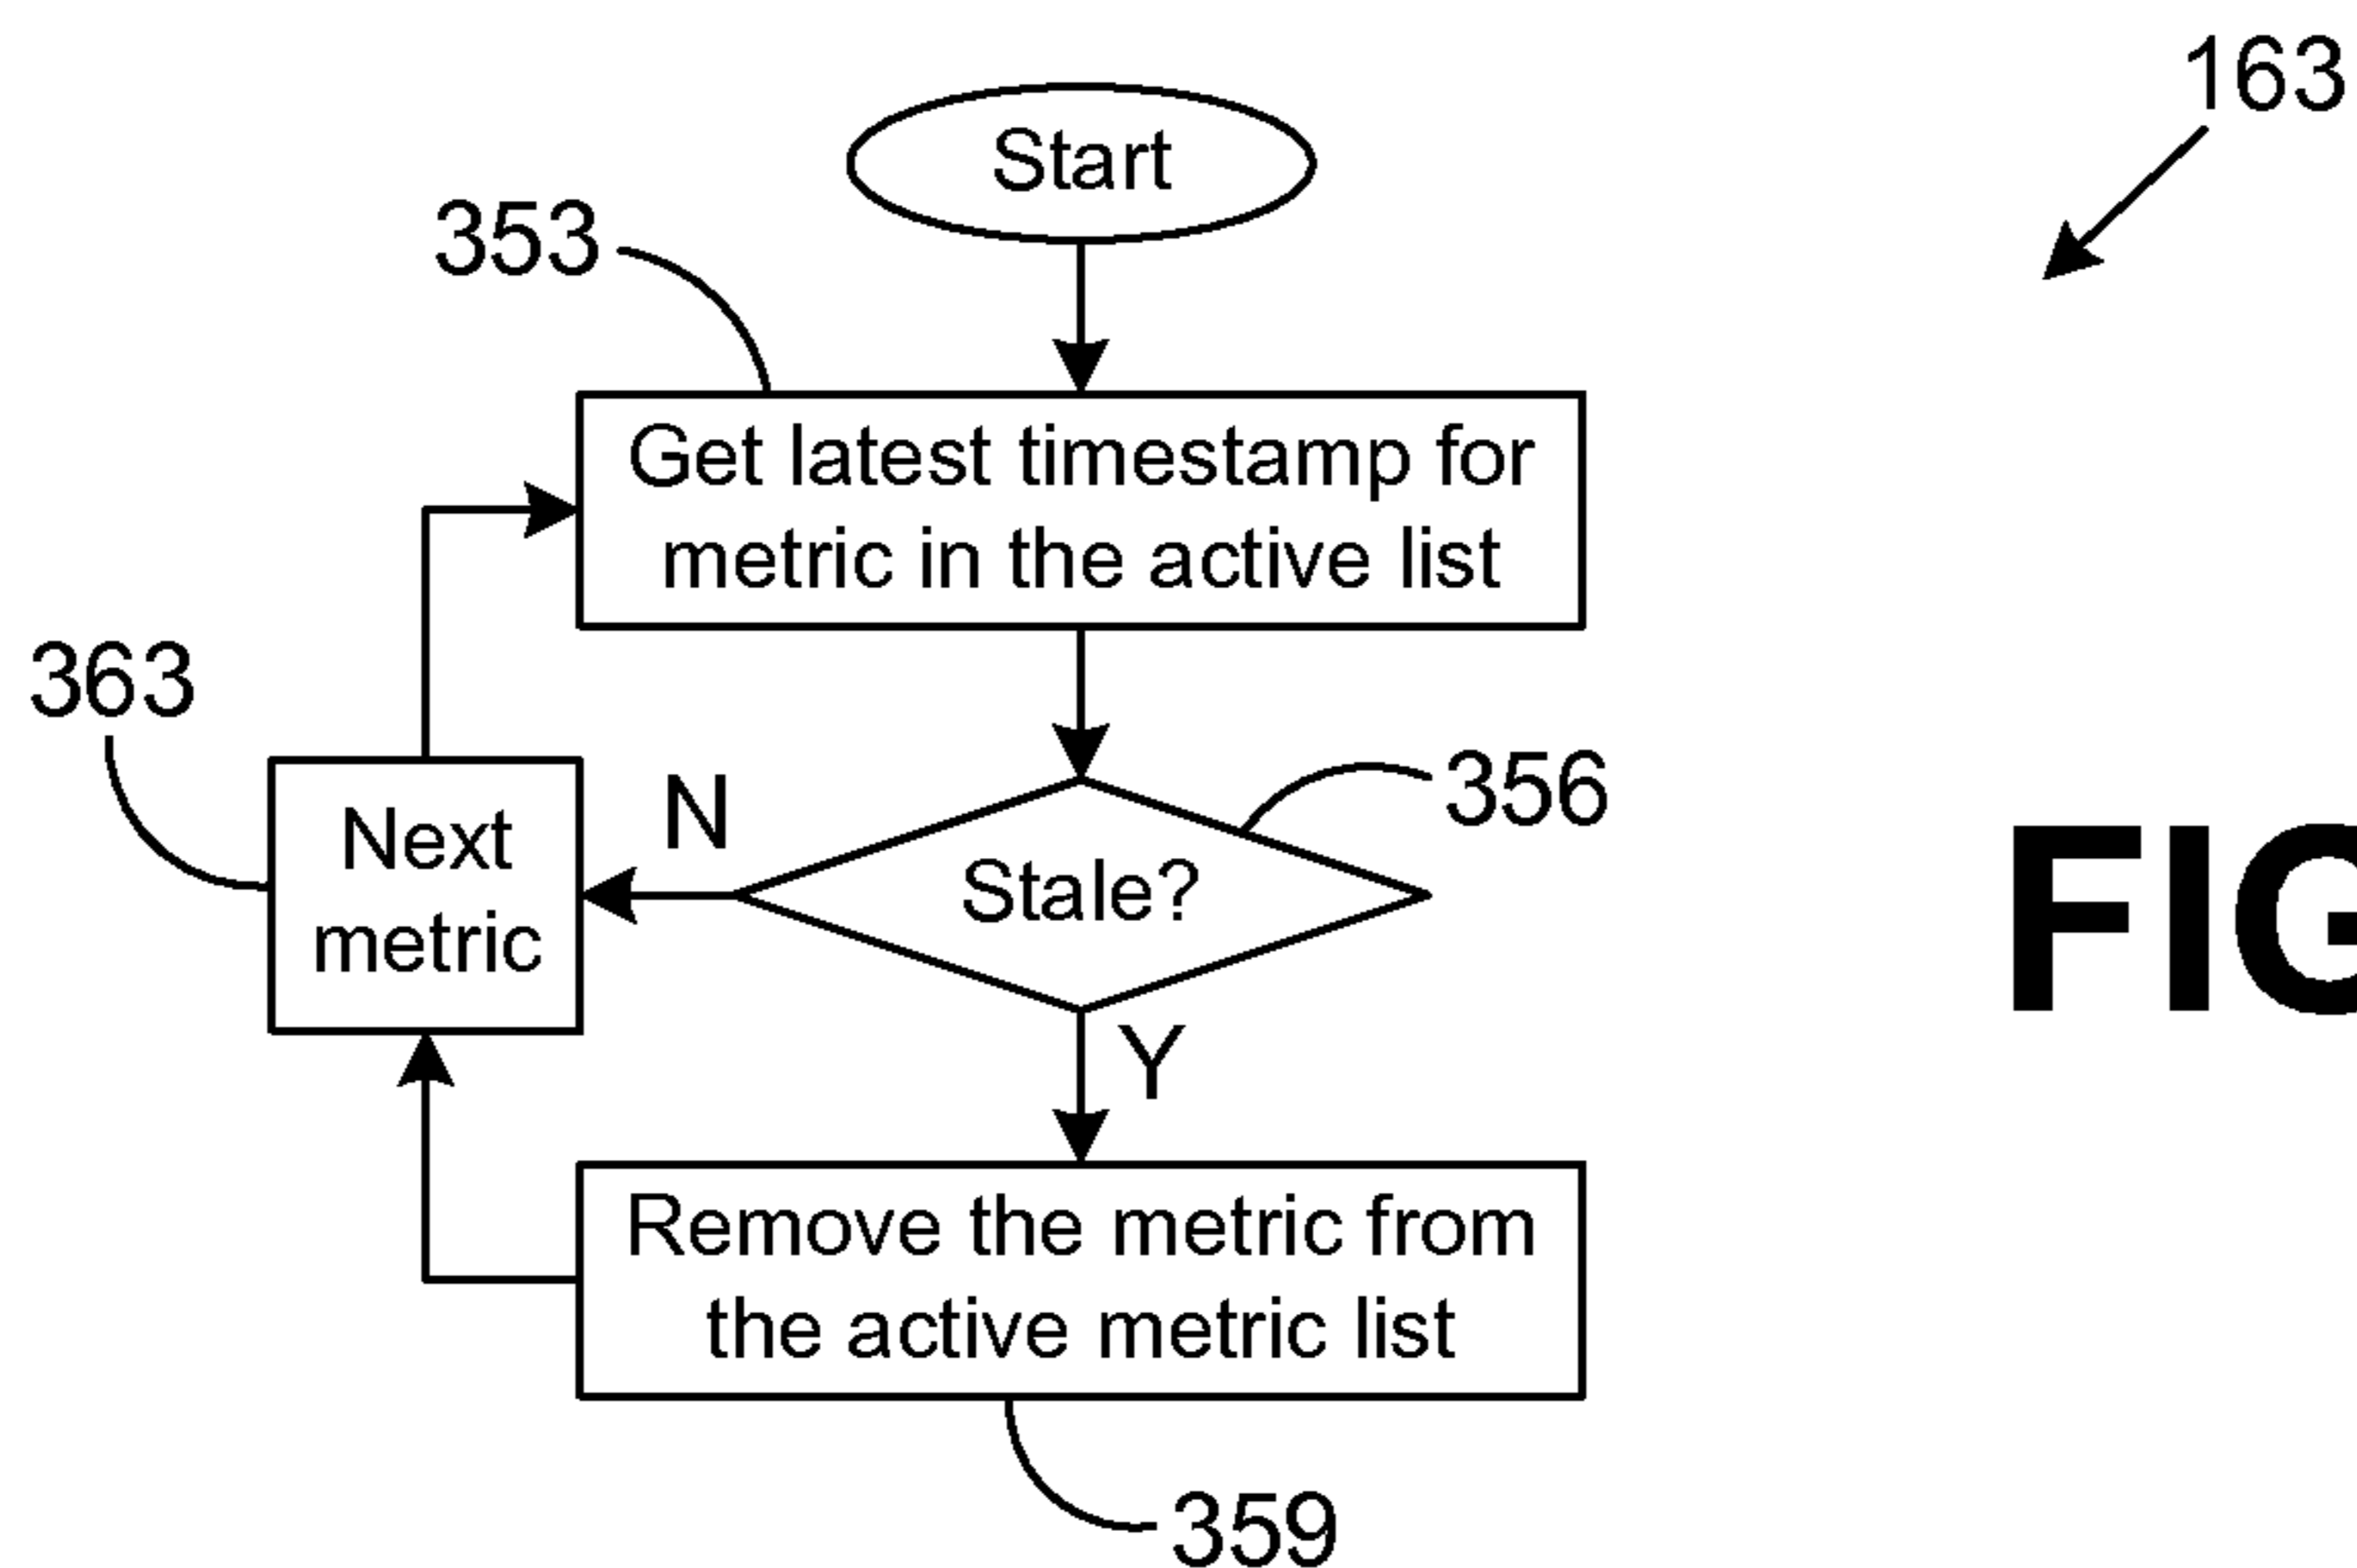 163
Start
353
Get latest timestamp for
metric in the active list
363
356
N
Stale?
Next
metric
Y
Remove the metric from
the active metric list
359